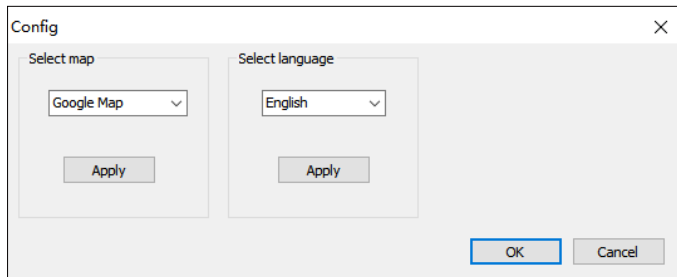 Config
Select map
Select language
Google Map
English
Apply
Apply
OK
Cancel